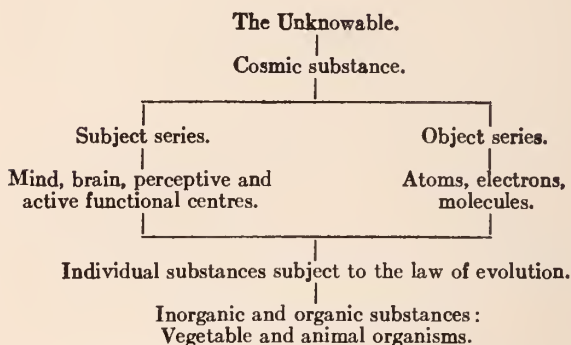 The Unknowable.
Cosmic substance.
Subject series.
Object series.
Mind, brain, perceptive and
active functional centres.
Atoms, electrons,
molecules.
Individual substances subject to the law of evolution.
Inorganic and organic substances:
Vegetable and animal organisms.